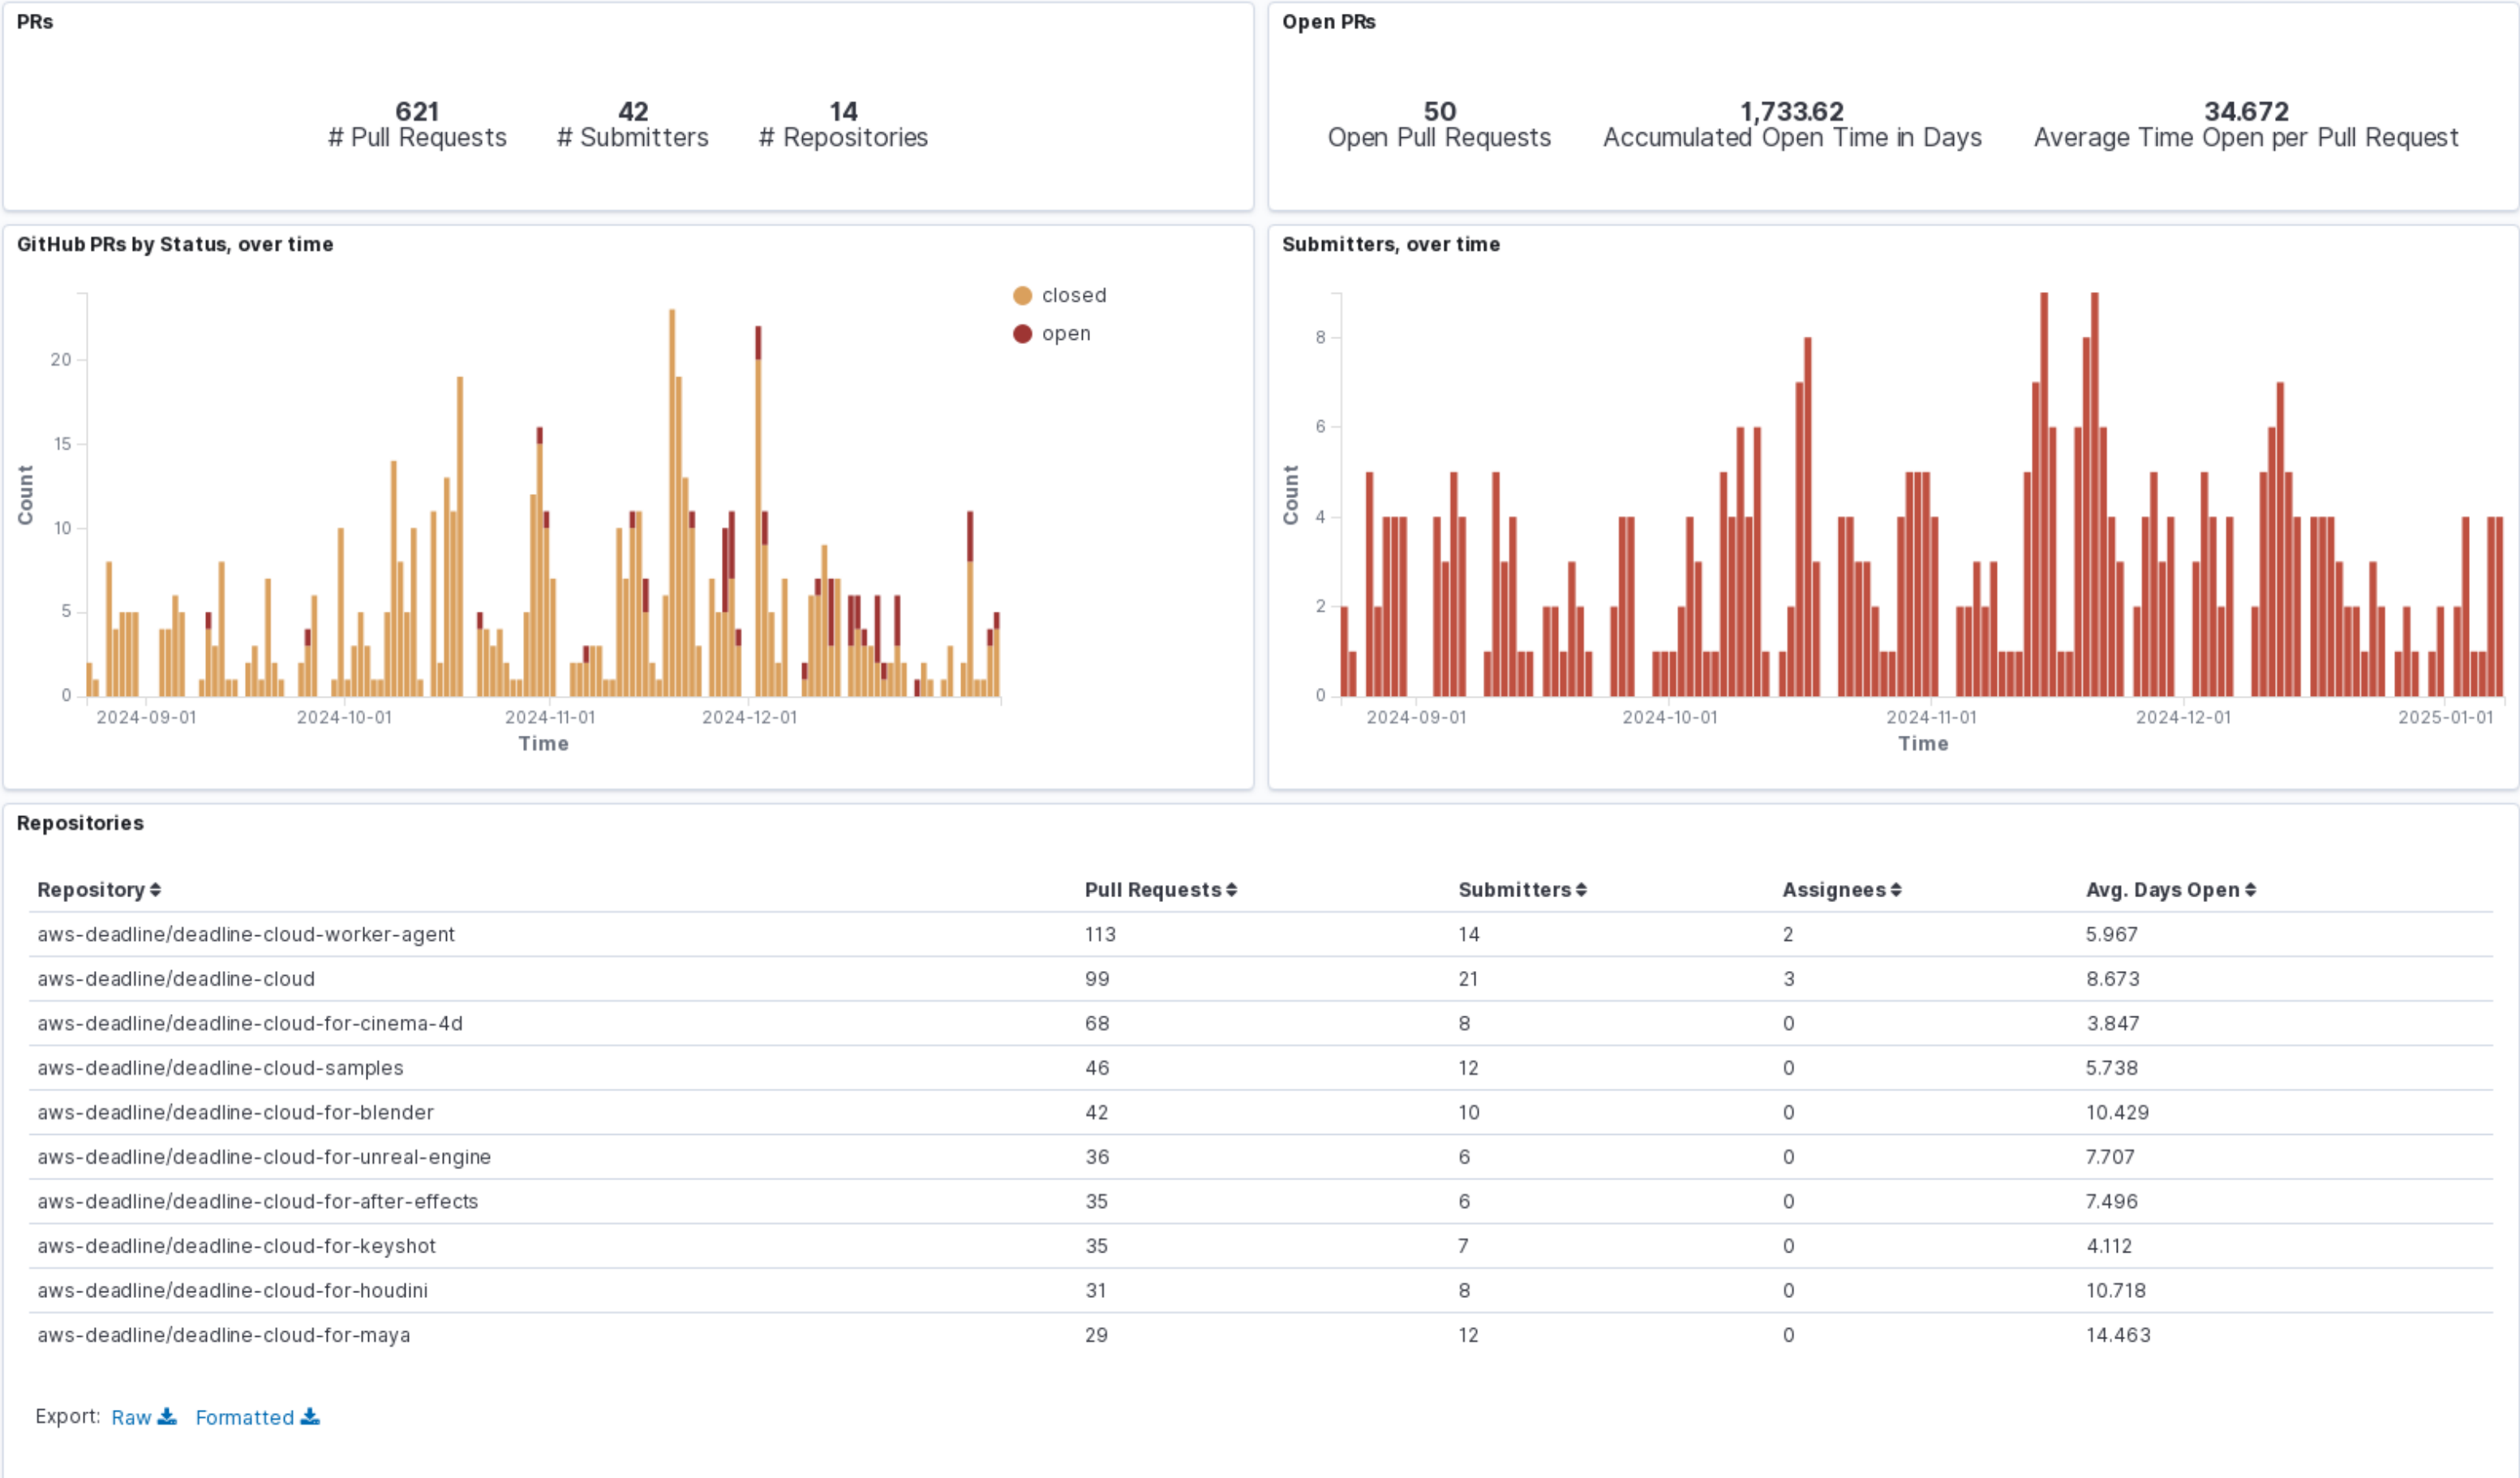 PRs
621
# Pull Requests
42
# Submitters
14
# Repositories
Open PRs
50
Open Pull Requests
1,733.62
Accumulated Open Time in Days
34.672
Average Time Open per Pull Request
GitHub PRs by Status, over time
closed
open
20
15
10
5
0
Count
2024-09-01 2024-10-01 2024-11-01 2024-12-01
Time
Submitters, over time
8
6
4
2
0
Count
2024-09-01 2024-10-01 2024-11-01 2024-12-01 2025-01-01
Time
Repositories
Repository Pull Requests Submitters Assignees Avg. Days Open
aws-deadline/deadline-cloud-worker-agent 113 14 2 5.967
aws-deadline/deadline-cloud 99 21 3 8.673
aws-deadline/deadline-cloud-for-cinema-4d 68 8 0 3.847
aws-deadline/deadline-cloud-samples 46 12 0 5.738
aws-deadline/deadline-cloud-for-blender 42 10 0 10.429
aws-deadline/deadline-cloud-for-unreal-engine 36 6 0 7.707
aws-deadline/deadline-cloud-for-after-effects 35 6 0 7.496
aws-deadline/deadline-cloud-for-keyshot 35 7 0 4.112
aws-deadline/deadline-cloud-for-houdini 31 8 0 10.718
aws-deadline/deadline-cloud-for-maya 29 12 0 14.463
Export: Raw Formatted